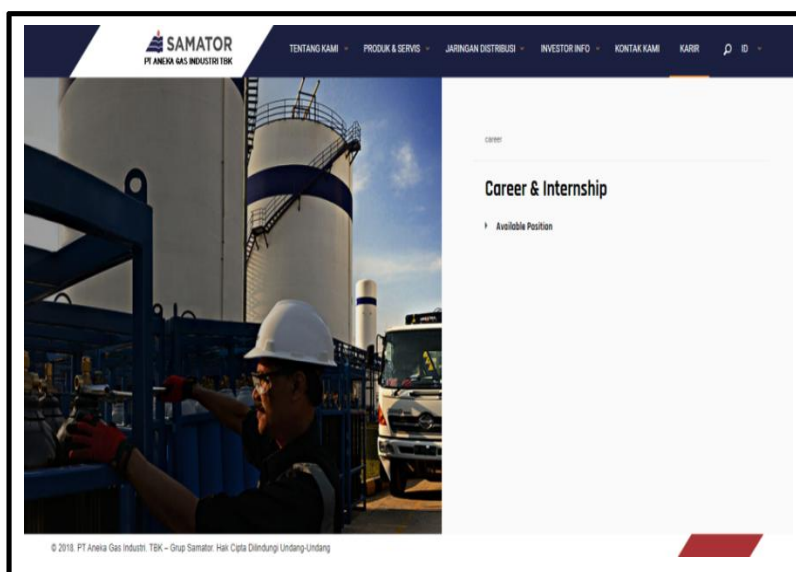 SAMATOR
PT ANEKA GAS INDUSTRI TBK
TENTANG KAMI PRODUK & SERVIS JARINGAN DISTRIBUSI INVESTOR INFO KONTAK KAMI KARIR ID
career
Career & Internship
Available Position
© 2018. PT Aneka Gas Industri. TBK – Grup Samator. Hak Cipta Dilindungi Undang-Undang